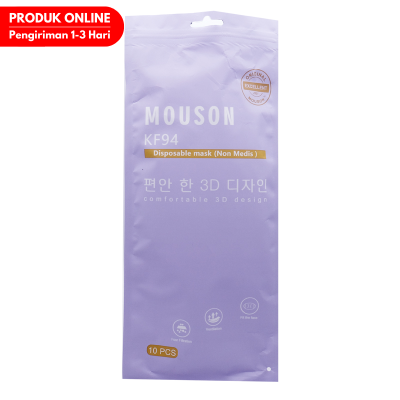 PRODUK ONLINE
Pengiriman 1-3 Hari
MOUSON
KF94
Disposable mask (Non Medis)
편안 한 3D 디자인
comfortable 3D design
10 PCS